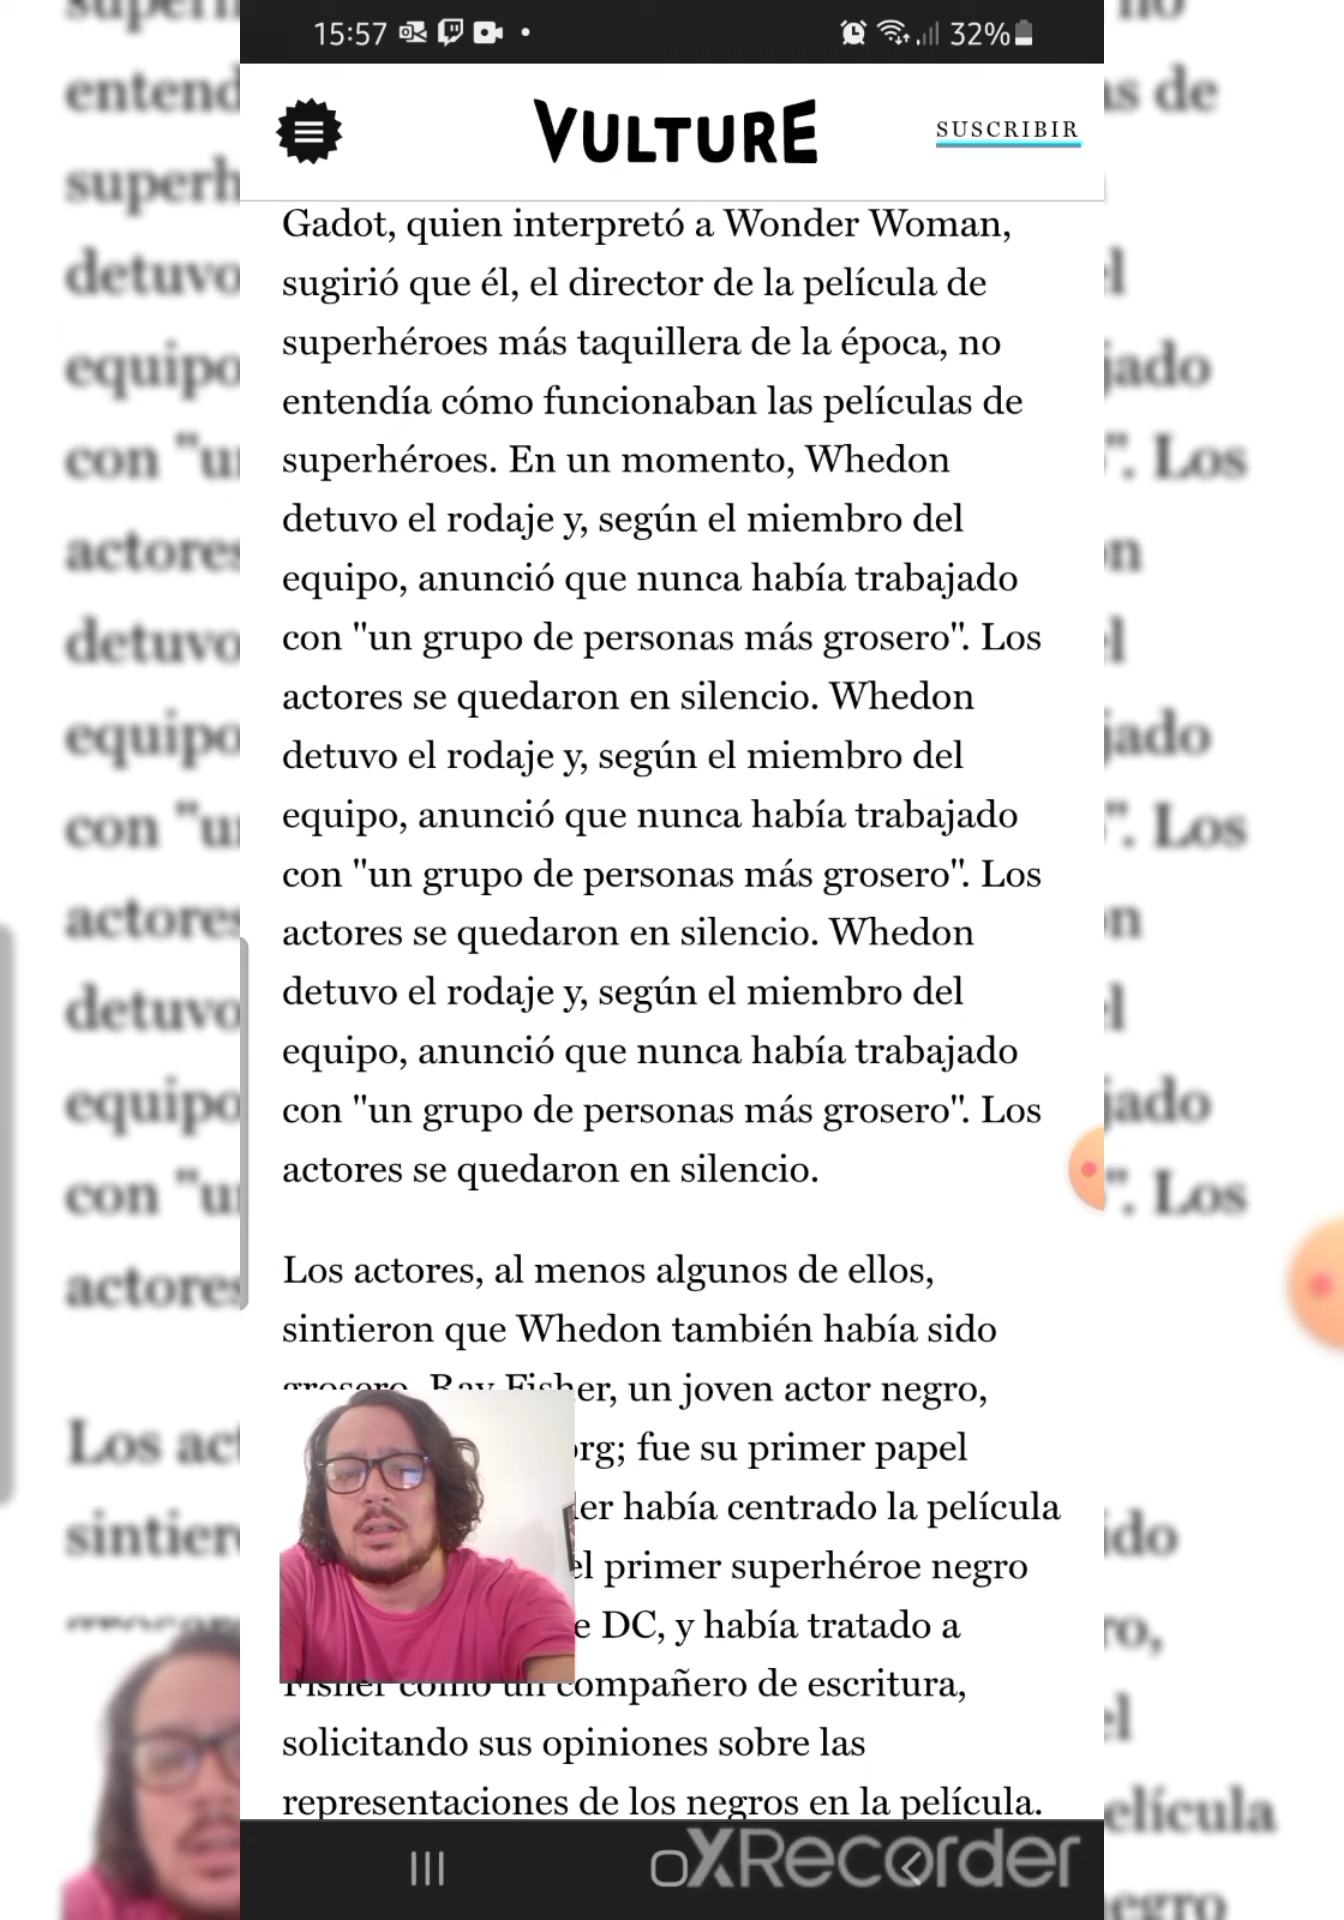 15:57
32%
VULTURE
SUSCRIBIR
Gadot, quien interpretó a Wonder Woman,
sugirió que él, el director de la película de
superhéroes más taquillera de la época, no
entendía cómo funcionaban las películas de
superhéroes. En un momento, Whedon
detuvo el rodaje y, según el miembro del
equipo, anunció que nunca había trabajado
con "un grupo de personas más grosero". Los
actores se quedaron en silencio. Whedon
detuvo el rodaje y, según el miembro del
equipo, anunció que nunca había trabajado
con "un grupo de personas más grosero". Los
actores se quedaron en silencio. Whedon
detuvo el rodaje y, según el miembro del
equipo, anunció que nunca había trabajado
con "un grupo de personas más grosero". Los
actores se quedaron en silencio.
Los actores, al menos algunos de ellos,
sintieron que Whedon también había sido
grosero. Ray Fisher, un joven actor negro,
org; fue su primer papel
había centrado la película
el primer superhéroe negro
e DC, y había tratado a
Fisher como un compañero de escritura,
solicitando sus opiniones sobre las
representaciones de los negros en la película.
XRecorder